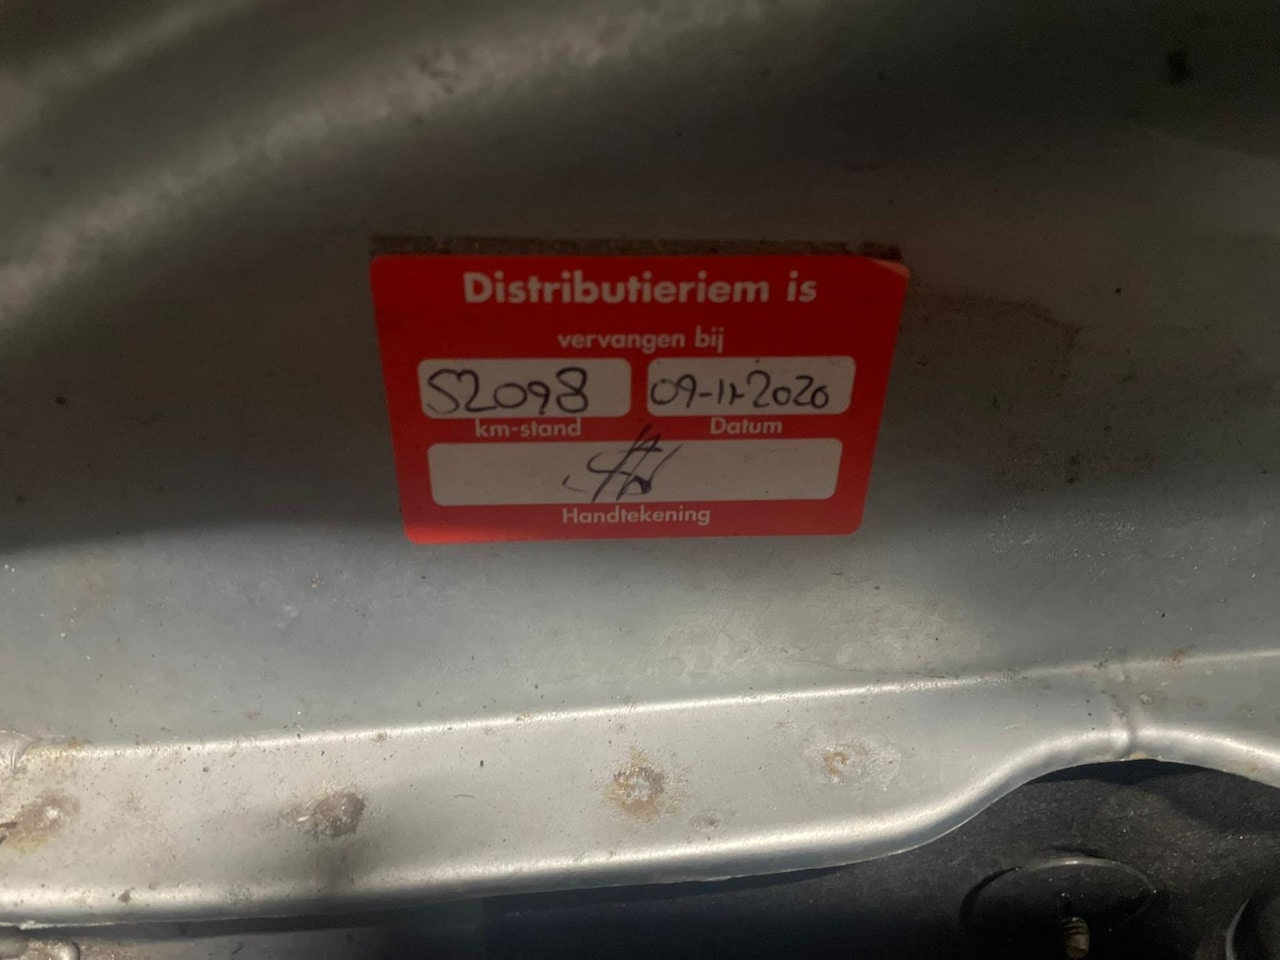 Distributieriem is
vervangen bij
52098 09-11-2020
km-stand Datum
Handtekening